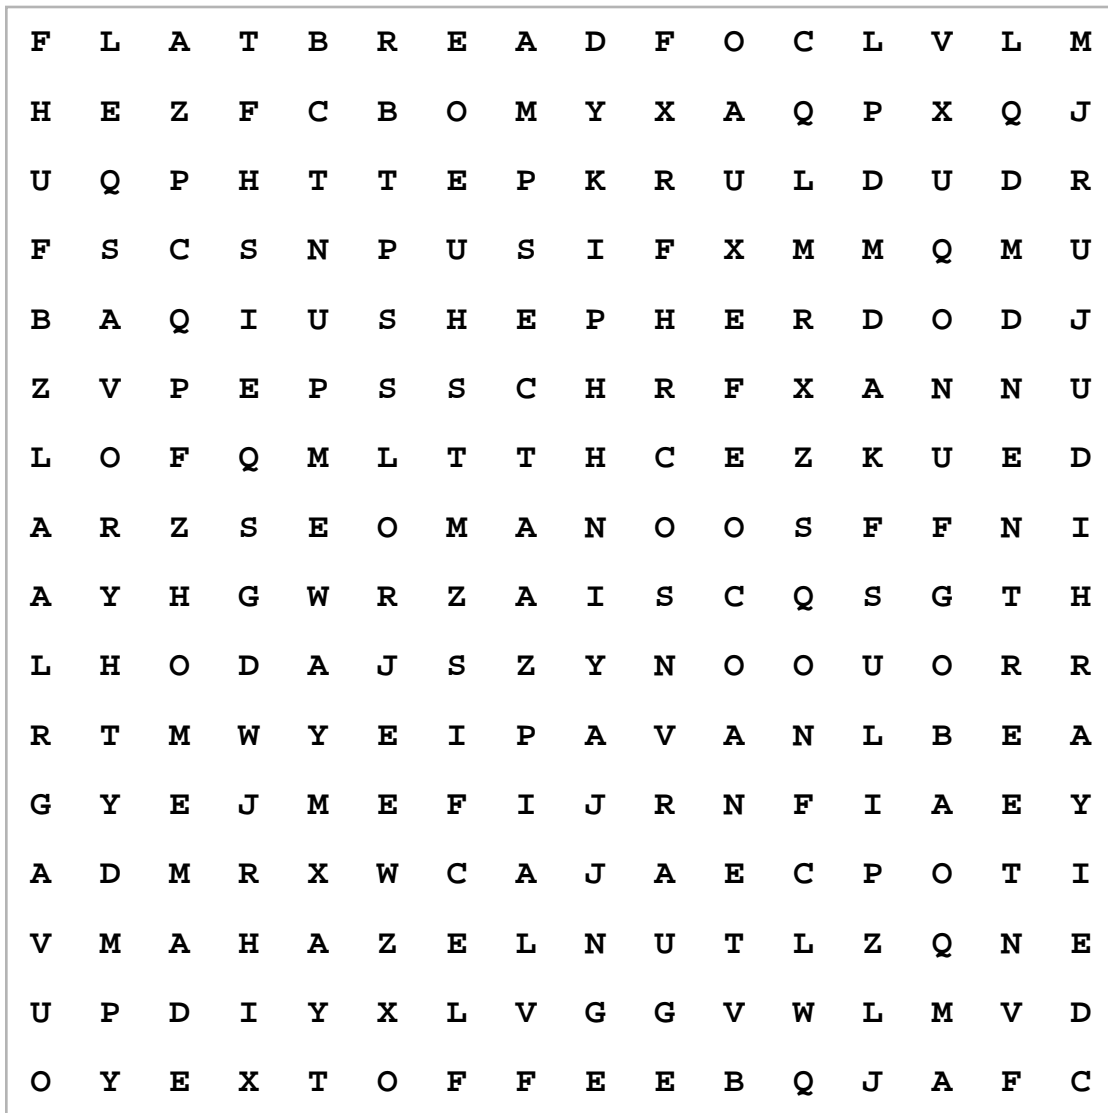 F L A T B R E A D F O C L V L M
H E Z F C B O M Y X A Q P X Q J
U Q P H T T E P K R U L D U D R
F S C S N P U S I F X M M Q M U
B A Q I U S H E P H E R D O D J
Z V P E P S S C H R F X A N N U
L O F Q M L T T H C E Z K U E D
A R Z S E O M A N O O S F F N I
A Y H G W R Z A I S C Q S G T H
L H O D A J S Z Y N O O U O R R
R T M W Y E I P A V A N L B E A
G Y E J M E F I J R N F I A E Y
A D M R X W C A J A E C P O T I
V M A H A Z E L N U T L Z Q N E
U P D I Y X L V G G V W L M V D
O Y E X T O F F E E B Q J A F C